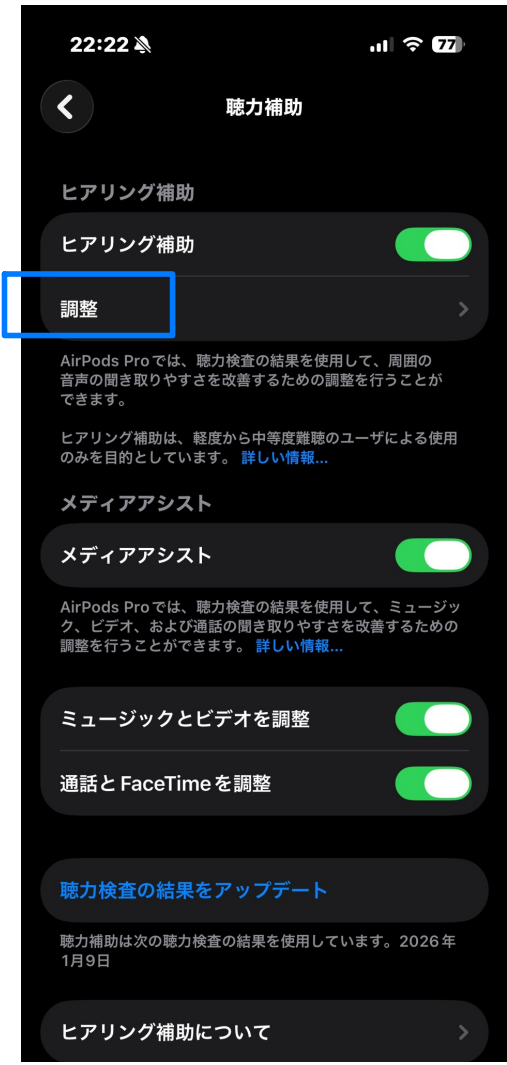 22:22
77
聴力補助
ヒアリング補助
ヒアリング補助
調整
AirPods Proでは、聴力検査の結果を使用して、周囲の
音声の聞き取りやすさを改善するための調整を行うことが
できます。
ヒアリング補助は、軽度から中等度難聴のユーザによる使用
のみを目的としています。 詳しい情報...
メディアアシスト
メディアアシスト
AirPods Proでは、聴力検査の結果を使用して、ミュージッ
ク、ビデオ、および通話の聞き取りやすさを改善するための
調整を行うことができます。 詳しい情報...
ミュージックとビデオを調整
通話とFaceTimeを調整
聴力検査の結果をアップデート
聴力補助は次の聴力検査の結果を使用しています。2026年
1月9日
ヒアリング補助について